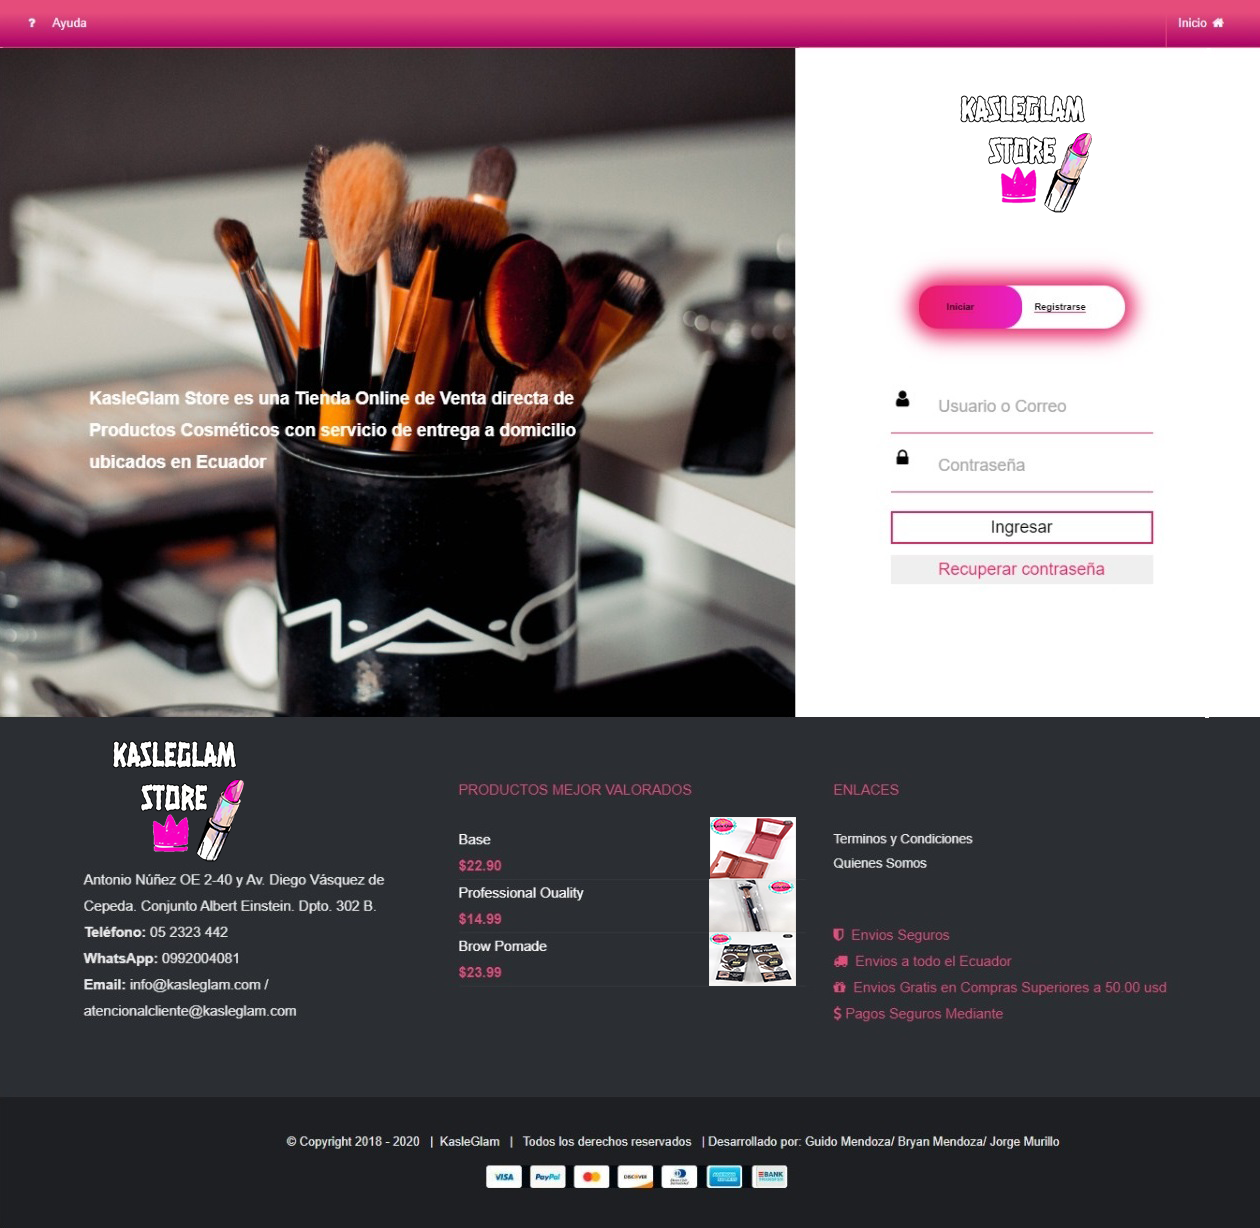 ? Ayuda
Inicio
KASLEGLAM
STORE
Iniciar
Registrarse
KasleGlam Store es una Tienda Online de Venta directa de
Productos Cosméticos con servicio de entrega a domicilio
ubicados en Ecuador
Usuario o Correo
Contraseña
Ingresar
Recuperar contraseña
MAC
KASLEGLAM
STORE
Antonio Núñez OE 2-40 y Av. Diego Vásquez de
Cepeda. Conjunto Albert Einstein. Dpto. 302 B.
Teléfono: 05 2323 442
WhatsApp: 0992004081
Email: info@kasleglam.com /
atencionalcliente@kasleglam.com
PRODUCTOS MEJOR VALORADOS
Base
$22.90
Professional Ouality
$14.99
Brow Pomade
$23.99
ENLACES
Terminos y Condiciones
Quienes Somos
Envios Seguros
Envios a todo el Ecuador
Envios Gratis en Compras Superiores a 50.00 usd
$ Pagos Seguros Mediante
© Copyright 2018 - 2020 | KasleGlam | Todos los derechos reservados | Desarrollado por: Guido Mendoza/ Bryan Mendoza/ Jorge Murillo
VISA PayPal DISCOVER BANK